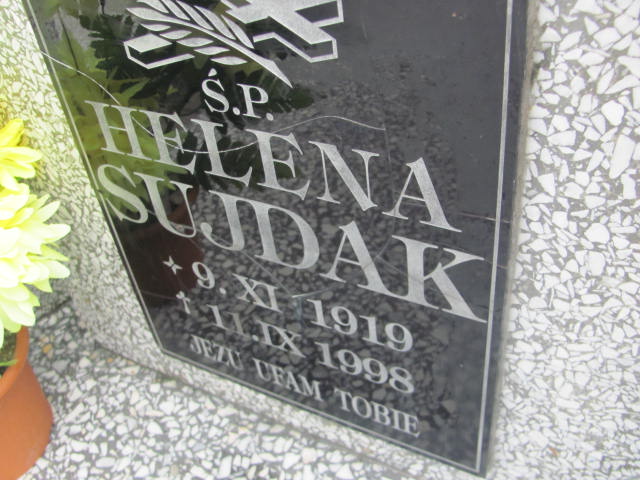 Ś.P.
HELENA
SUJDAK
★ 9. XI 1919
† 11. IX 1998
JEZU UFAM TOBIE